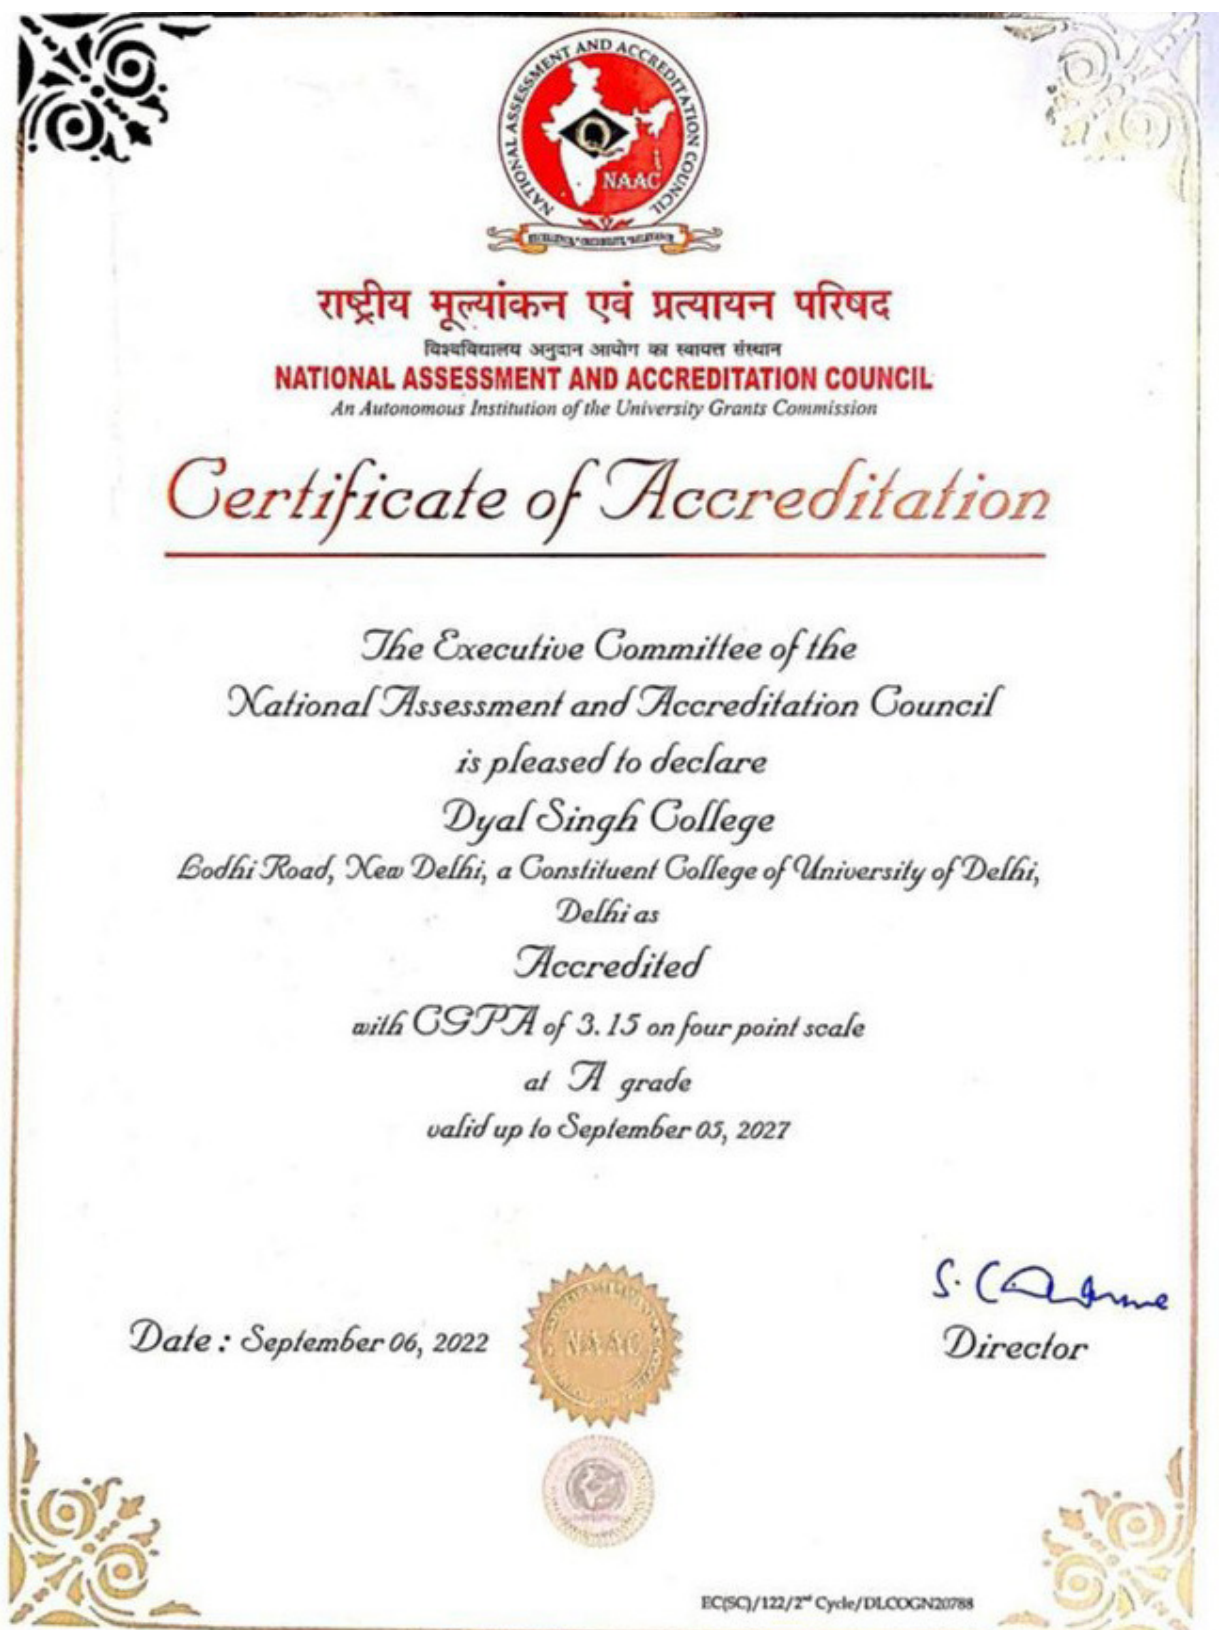 NATIONAL ASSESSMENT AND ACCREDITATION COUNCIL
Q
NAAC
राष्ट्रीय मूल्यांकन एवं प्रत्यायन परिषद
विश्वविद्यालय अनुदान आयोग का स्वायत्त संस्थान
NATIONAL ASSESSMENT AND ACCREDITATION COUNCIL
An Autonomous Institution of the University Grants Commission
Certificate of Accreditation
The Executive Committee of the
National Assessment and Accreditation Council
is pleased to declare
Dyal Singh College
Lodhi Road, New Delhi, a Constituent College of University of Delhi,
Delhi as
Accredited
with CGPA of 3.15 on four point scale
at A grade
valid up to September 05, 2027
Date : September 06, 2022
NAAC
Director
EC(SC)/122/2nd Cycle/DLCOGN20788